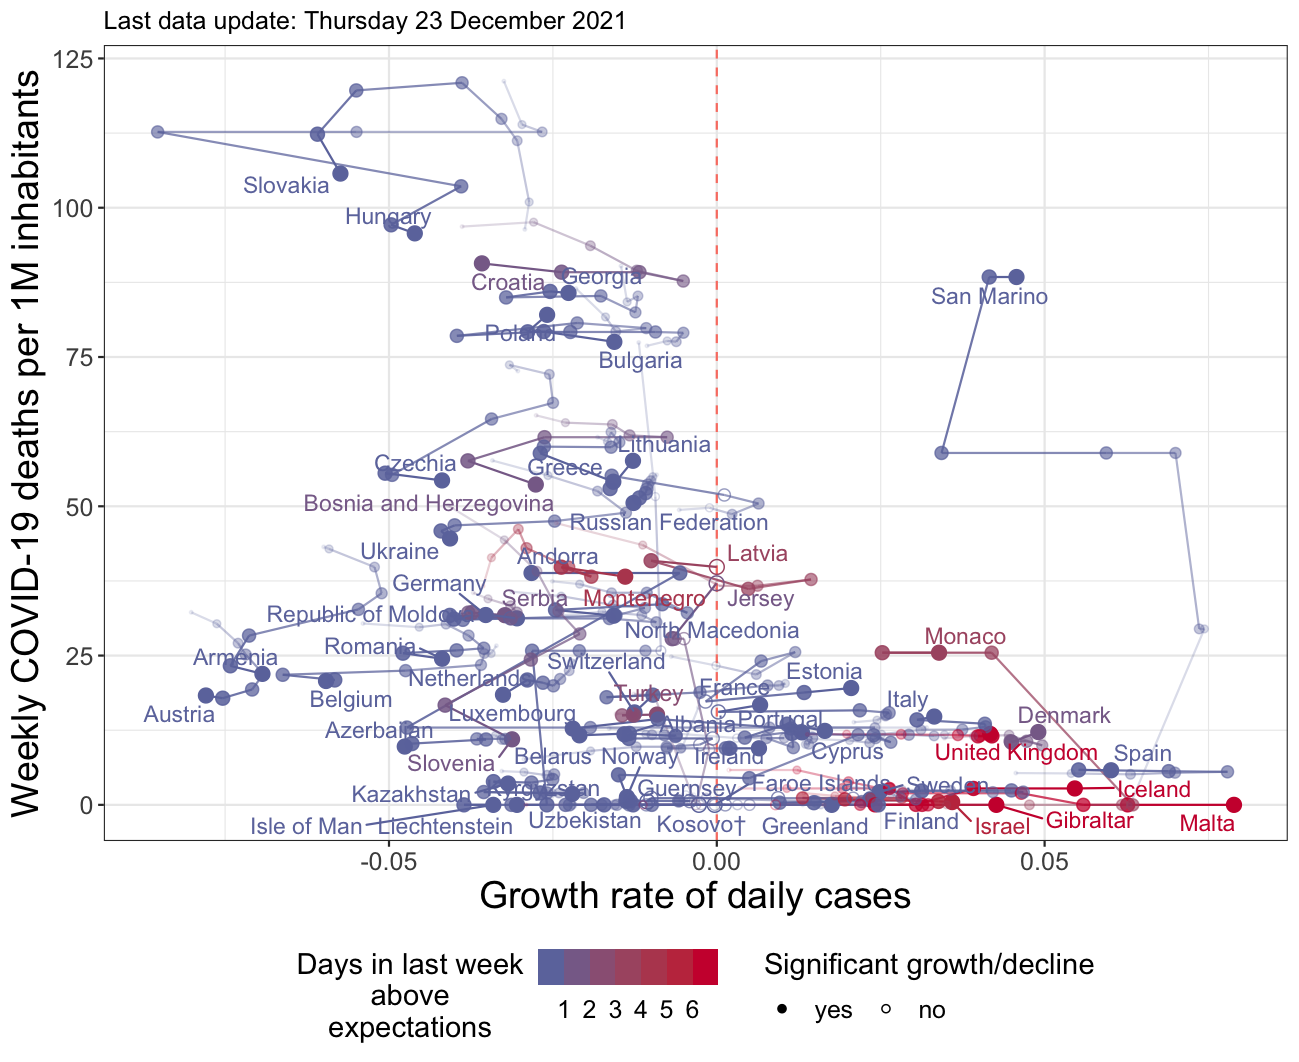 Last data update: Thursday 23 December 2021
Weekly COVID-19 deaths per 1M inhabitants
125
100
75
50
25
0
Slovakia
Hungary
Croatia
Georgia
San Marino
Poland
Bulgaria
Lithuania
Czechia
Greece
Bosnia and Herzegovina
Russian Federation
Ukraine
Andorra
Latvia
Germany
Serbia
Montenegro
Jersey
Republic of Moldo
North Macedonia
Monaco
Romania
Armenia
Switzerland
Estonia
Netherlands
France
Belgium
Turkey
Italy
Austria
Luxembourg
Albania
Portugal
Denmark
Azerbaijan
United Kingdom
Slovenia
Belarus
Norway
Ireland
Cyprus
Spain
Kazakhstan
Guernsey
Faroe Islands
Sweden
Iceland
Isle of Man
Liechtenstein
Uzbekistan
Kosovo†
Greenland
Finland
Israel
Gibraltar
Malta
-0.05
0.00
0.05
Growth rate of daily cases
Days in last week
above
expectations
1 2 3 4 5 6
Significant growth/decline
yes
no